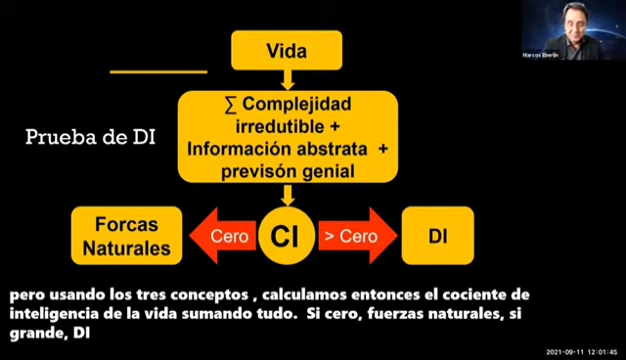 Marcos Eberlin
Vida
Prueba de DI
∑ Complejidad
irredutible +
Información abstrata +
previsón genial
Forcas
Naturales
Cero
CI
> Cero
DI
pero usando los tres conceptos , calculamos entonces el cociente de
inteligencia de la vida sumando tudo. Si cero, fuerzas naturales, si
grande, DI
2021-09-11 12:01:45